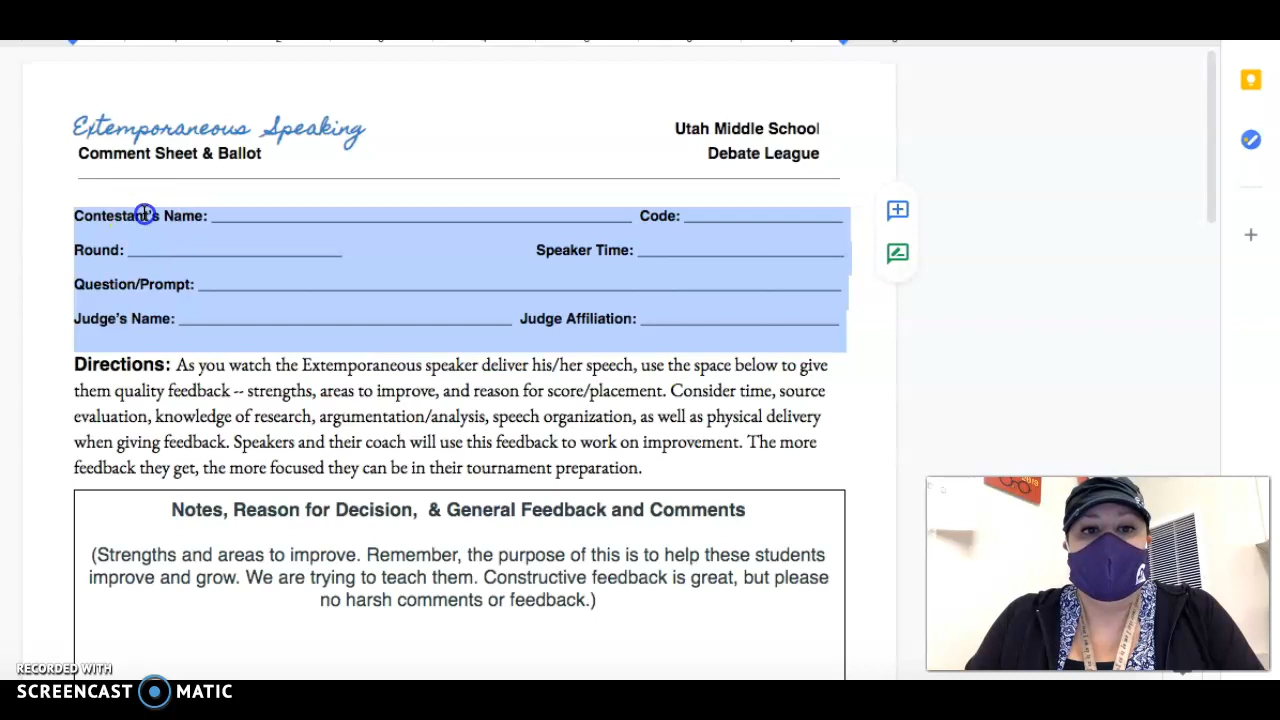 Extemporaneous Speaking
Utah Middle School
Comment Sheet & Ballot
Debate League
Contestant's Name: Code:
Round: Speaker Time:
Question/Prompt:
Judge's Name: Judge Affiliation:
Directions: As you watch the Extemporaneous speaker deliver his/her speech, use the space below to give
them quality feedback -- strengths, areas to improve, and reason for score/placement. Consider time, source
evaluation, knowledge of research, argumentation/analysis, speech organization, as well as physical delivery
when giving feedback. Speakers and their coach will use this feedback to work on improvement. The more
feedback they get, the more focused they can be in their tournament preparation.
Notes, Reason for Decision, & General Feedback and Comments
(Strengths and areas to improve. Remember, the purpose of this is to help these students
improve and grow. We are trying to teach them. Constructive feedback is great, but please
no harsh comments or feedback.)
RECORDED WITH
SCREENCAST MATIC